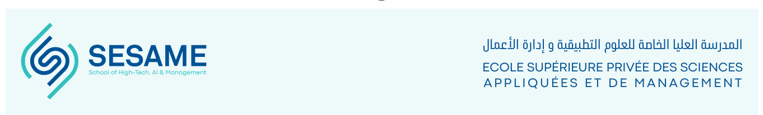 SESAME
School of High-Tech, AI & Management
المدرسة العليا الخاصة للعلوم التطبيقية و إدارة الأعمال
ECOLE SUPÉRIEURE PRIVÉE DES SCIENCES
APPLIQUÉES ET DE MANAGEMENT